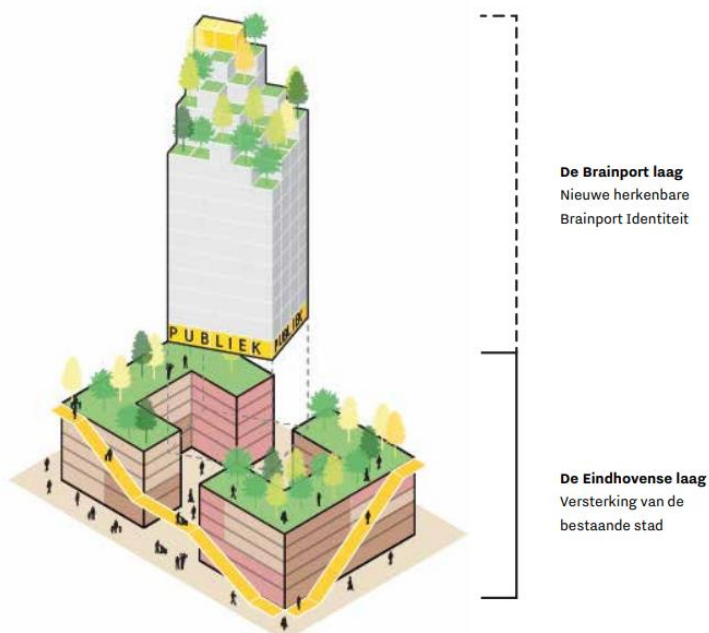 De Brainport laag
Nieuwe herkenbare
Brainport Identiteit
PUBLIEK
PUBLIEK
De Eindhovense laag
Versterking van de
bestaande stad